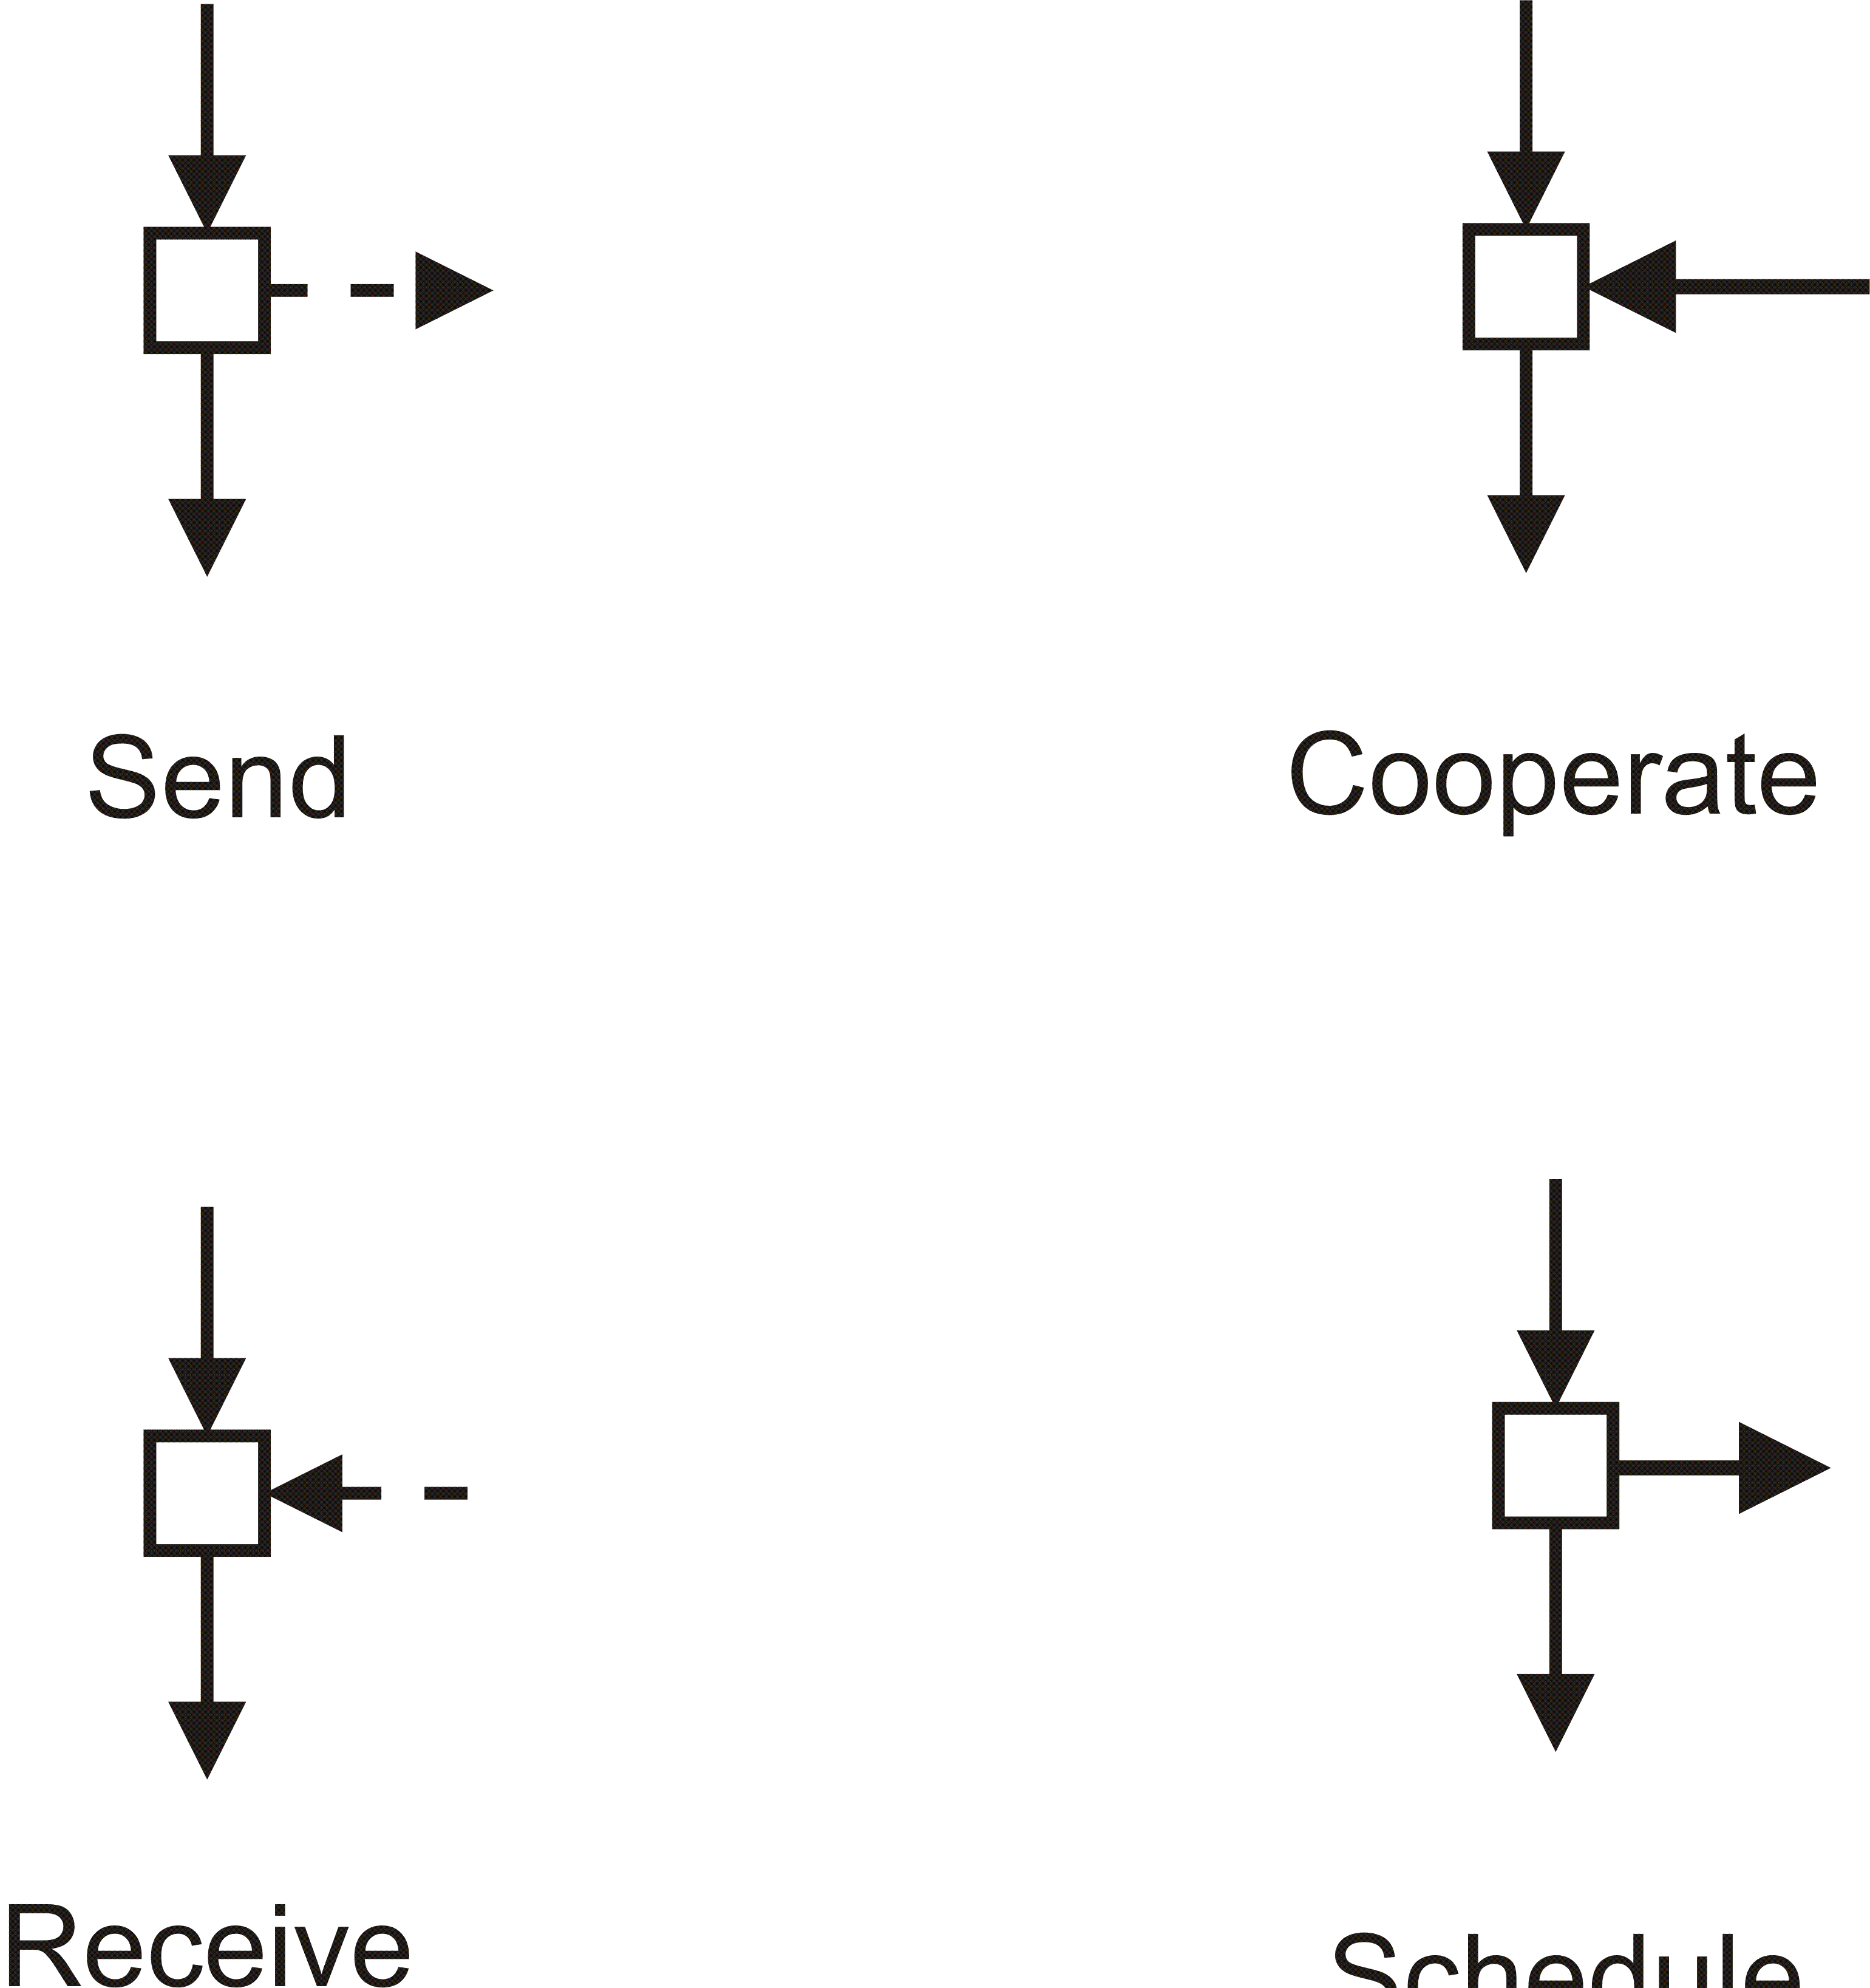 Send
Cooperate
Receive
Schedule